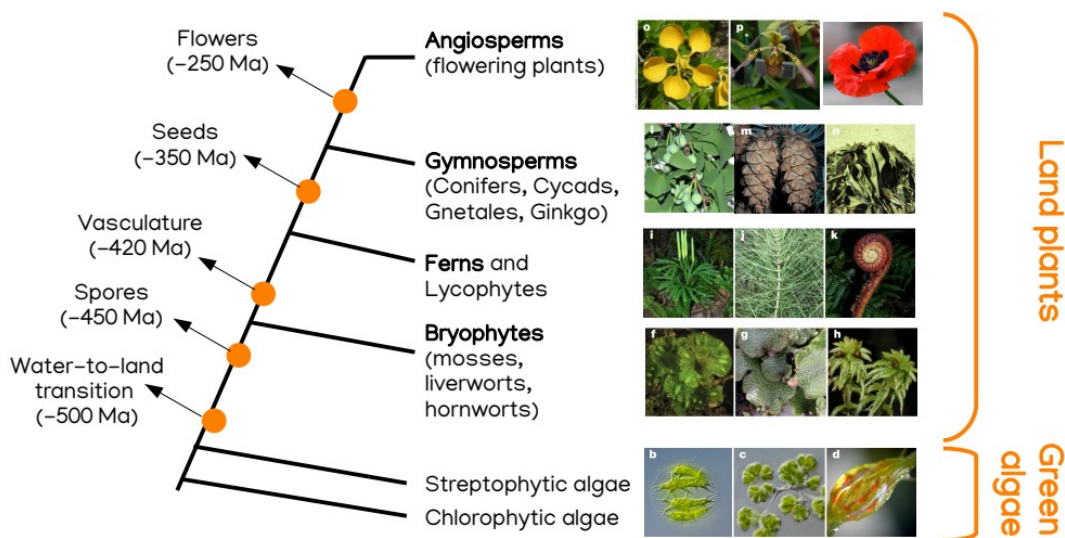 Flowers
(~250 Ma)
Seeds
(~350 Ma)
Vasculature
(~420 Ma)
Spores
(~450 Ma)
Water-to-land
transition
(~500 Ma)
Angiosperms
(flowering plants)
Gymnosperms
(Conifers, Cycads,
Gnetales, Ginkgo)
Ferns and
Lycophytes
Bryophytes
(mosses,
liverworts,
hornworts)
Streptophytic algae
Chlorophytic algae
o
p
l
m
n
i
j
k
f
g
h
b
c
d
Land plants
Green
algae